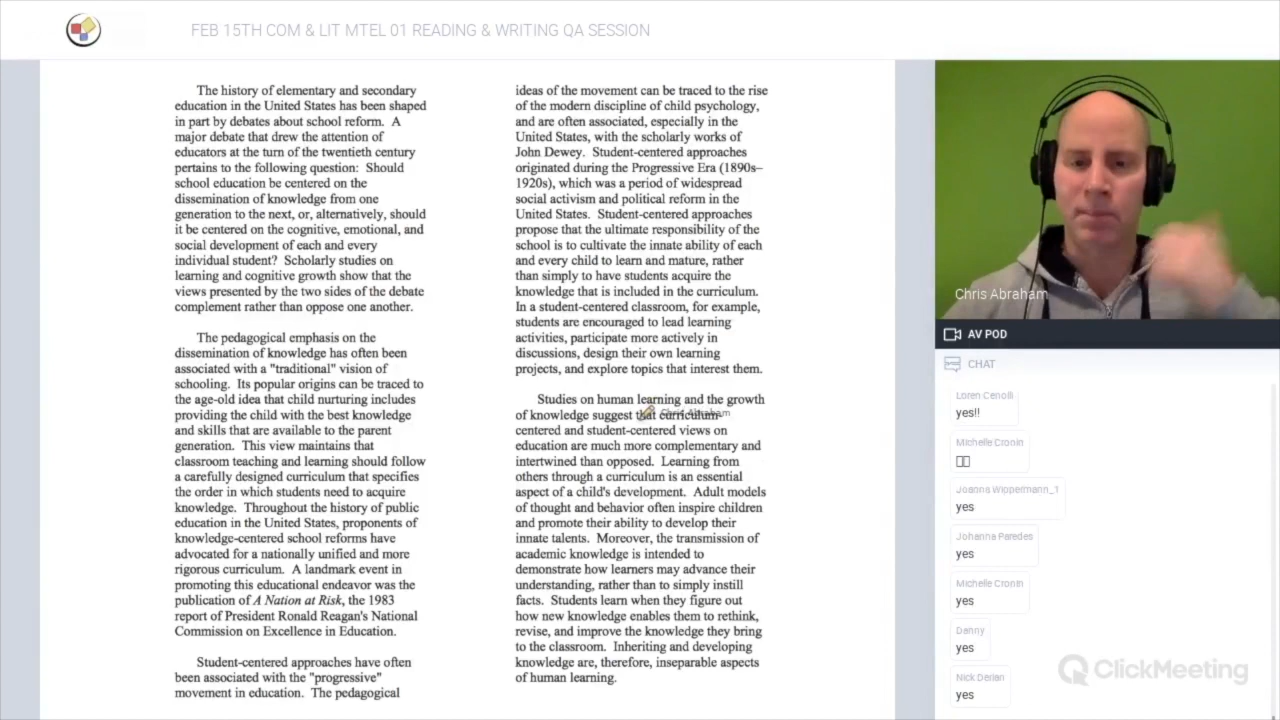 FEB 15TH COM & LIT MTEL 01 READING & WRITING QA SESSION
The history of elementary and secondary
education in the United States has been shaped
in part by debates about school reform. A
major debate that drew the attention of
educators at the turn of the twentieth century
pertains to the following question: Should
school education be centered on the
dissemination of knowledge from one
generation to the next, or, alternatively, should
it be centered on the cognitive, emotional, and
social development of each and every
individual student? Scholarly studies on
learning and cognitive growth show that the
views presented by the two sides of the debate
complement rather than oppose one another.
The pedagogical emphasis on the
dissemination of knowledge has often been
associated with a "traditional" vision of
schooling. Its popular origins can be traced to
the age-old idea that child nurturing includes
providing the child with the best knowledge
and skills that are available to the parent
generation. This view maintains that
classroom teaching and learning should follow
a carefully designed curriculum that specifies
the order in which students need to acquire
knowledge. Throughout the history of public
education in the United States, proponents of
knowledge-centered school reforms have
advocated for a nationally unified and more
rigorous curriculum. A landmark event in
promoting this educational endeavor was the
publication of A Nation at Risk, the 1983
report of President Ronald Reagan's National
Commission on Excellence in Education.
Student-centered approaches have often
been associated with the "progressive"
movement in education. The pedagogical
ideas of the movement can be traced to the rise
of the modern discipline of child psychology,
and are often associated, especially in the
United States, with the scholarly works of
John Dewey. Student-centered approaches
originated during the Progressive Era (1890s–
1920s), which was a period of widespread
social activism and political reform in the
United States. Student-centered approaches
propose that the ultimate responsibility of the
school is to cultivate the innate ability of each
and every child to learn and mature, rather
than simply to have students acquire the
knowledge that is included in the curriculum.
In a student-centered classroom, for example,
students are encouraged to lead learning
activities, participate more actively in
discussions, design their own learning
projects, and explore topics that interest them.
Studies on human learning and the growth
of knowledge suggest that curriculum-
Chris Abraham
centered and student-centered views on
education are much more complementary and
intertwined than opposed. Learning from
others through a curriculum is an essential
aspect of a child's development. Adult models
of thought and behavior often inspire children
and promote their ability to develop their
innate talents. Moreover, the transmission of
academic knowledge is intended to
demonstrate how learners may advance their
understanding, rather than to simply instill
facts. Students learn when they figure out
how new knowledge enables them to rethink,
revise, and improve the knowledge they bring
to the classroom. Inheriting and developing
knowledge are, therefore, inseparable aspects
of human learning.
Chris Abraham
AV POD
CHAT
Loren Cenolli
yes!!
Michelle Cronin
Joanna Wippermann_1
yes
Johanna Paredes
yes
Michelle Cronin
yes
Danny
yes
Nick Derian
yes
ClickMeeting